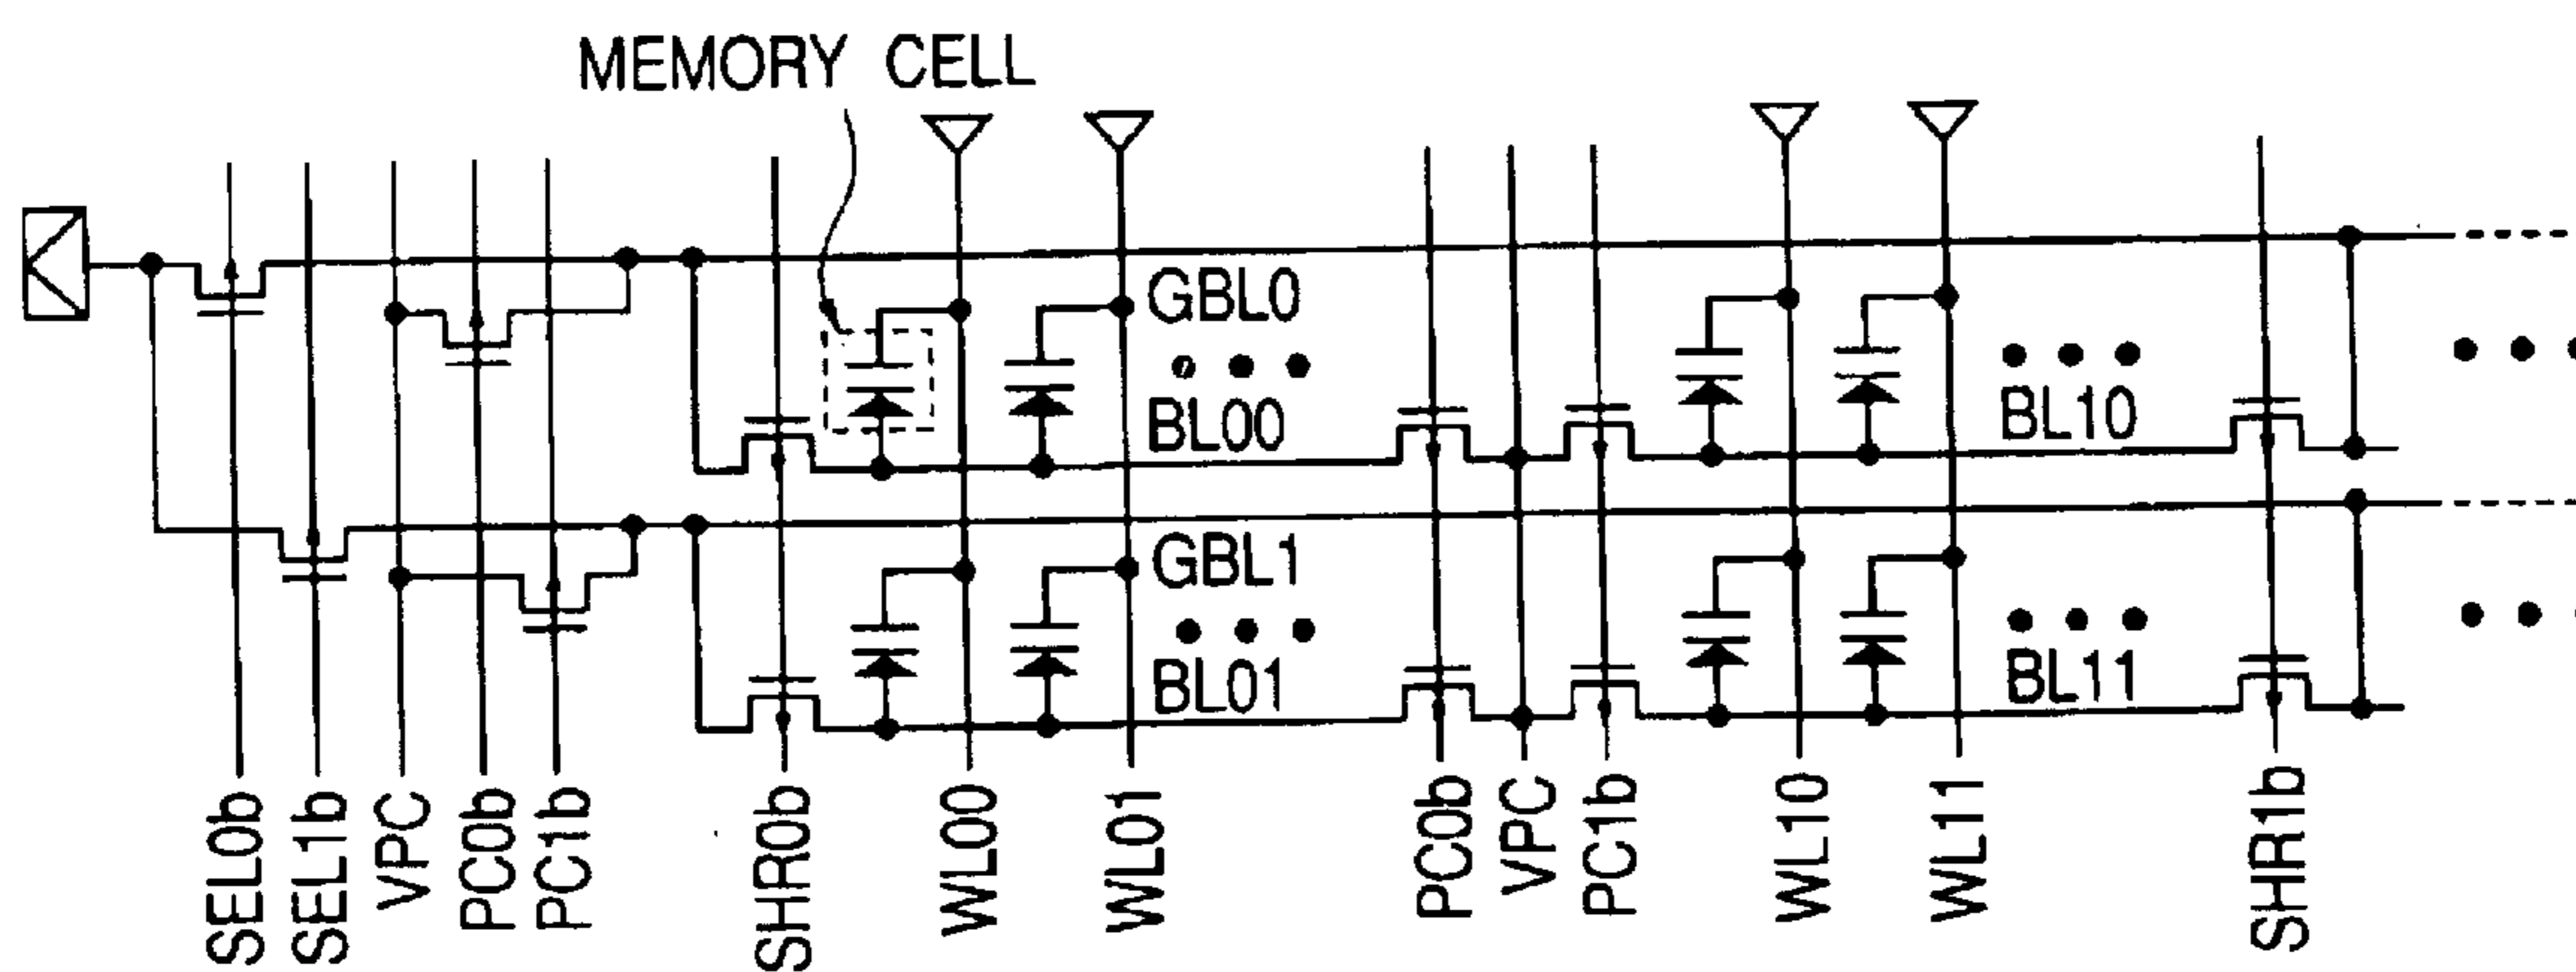 MEMORY CELL
GBL0
BL00
BL10
GBL1
BL01
BL11
SEL0b
SEL1b
VPC
PC0b
PC1b
SHR0b
WL00
WL01
PC0b
VPC
PC1b
WL10
WL11
SHR1b